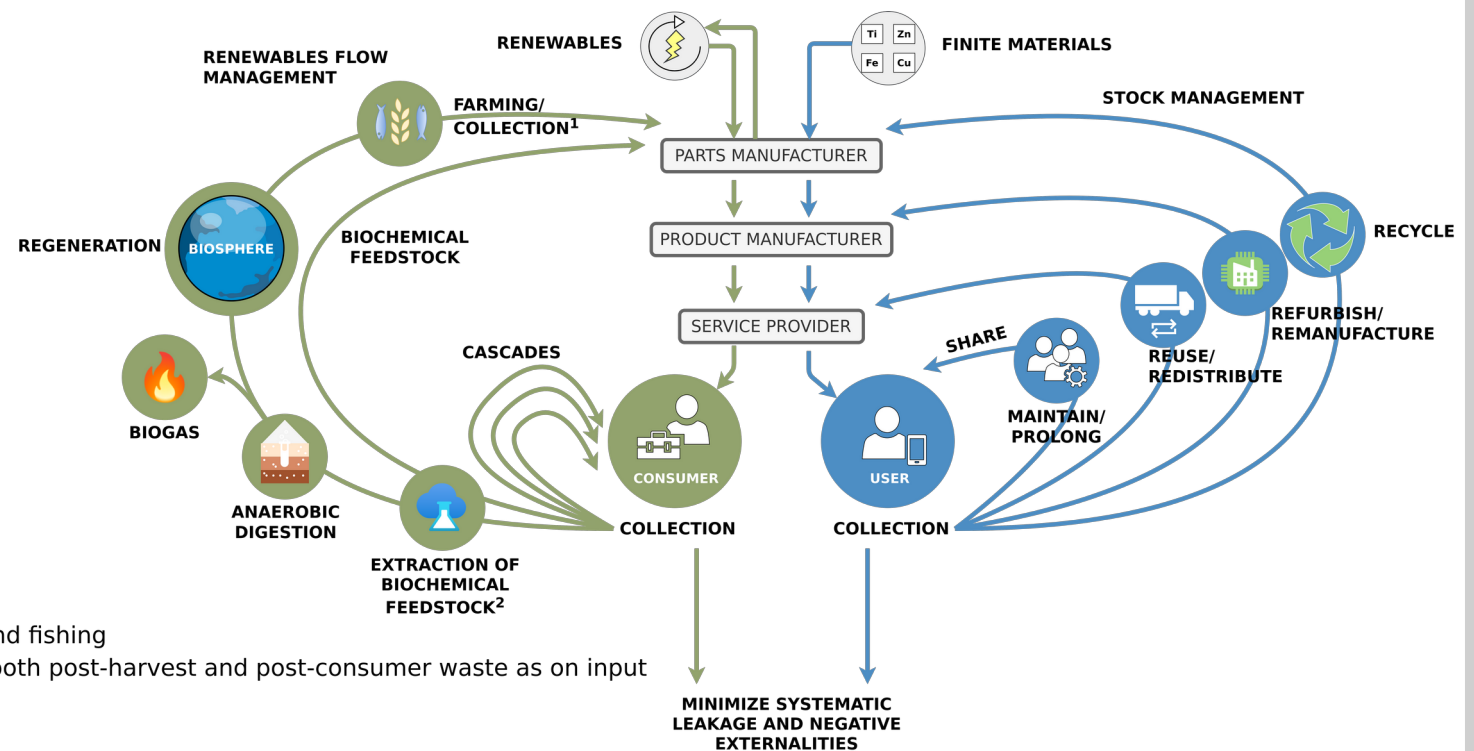 RENEWABLES
Ti
Zn
Fe
Cu
FINITE MATERIALS
RENEWABLES FLOW
MANAGEMENT
FARMING/
COLLECTION¹
STOCK MANAGEMENT
PARTS MANUFACTURER
REGENERATION
BIOSPHERE
BIOCHEMICAL
FEEDSTOCK
PRODUCT MANUFACTURER
RECYCLE
SERVICE PROVIDER
REFURBISH/
REMANUFACTURE
SHARE
REUSE/
REDISTRIBUTE
CASCADES
BIOGAS
MAINTAIN/
PROLONG
CONSUMER
USER
ANAEROBIC
DIGESTION
COLLECTION
COLLECTION
EXTRACTION OF
BIOCHEMICAL
FEEDSTOCK²
nd fishing
both post-harvest and post-consumer waste as on input
MINIMIZE SYSTEMATIC
LEAKAGE AND NEGATIVE
EXTERNALITIES